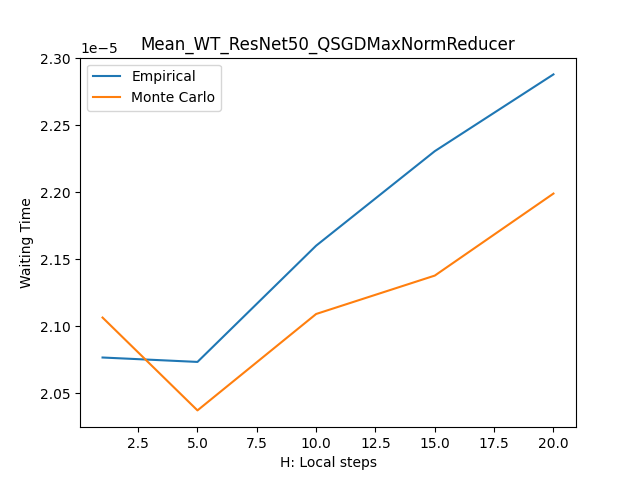 Mean_WT_ResNet50_QSGDMaxNormReducer
1e−5
2.30
2.25
2.20
2.15
2.10
2.05
Waiting Time
Empirical
Monte Carlo
2.5 5.0 7.5 10.0 12.5 15.0 17.5 20.0
H: Local steps